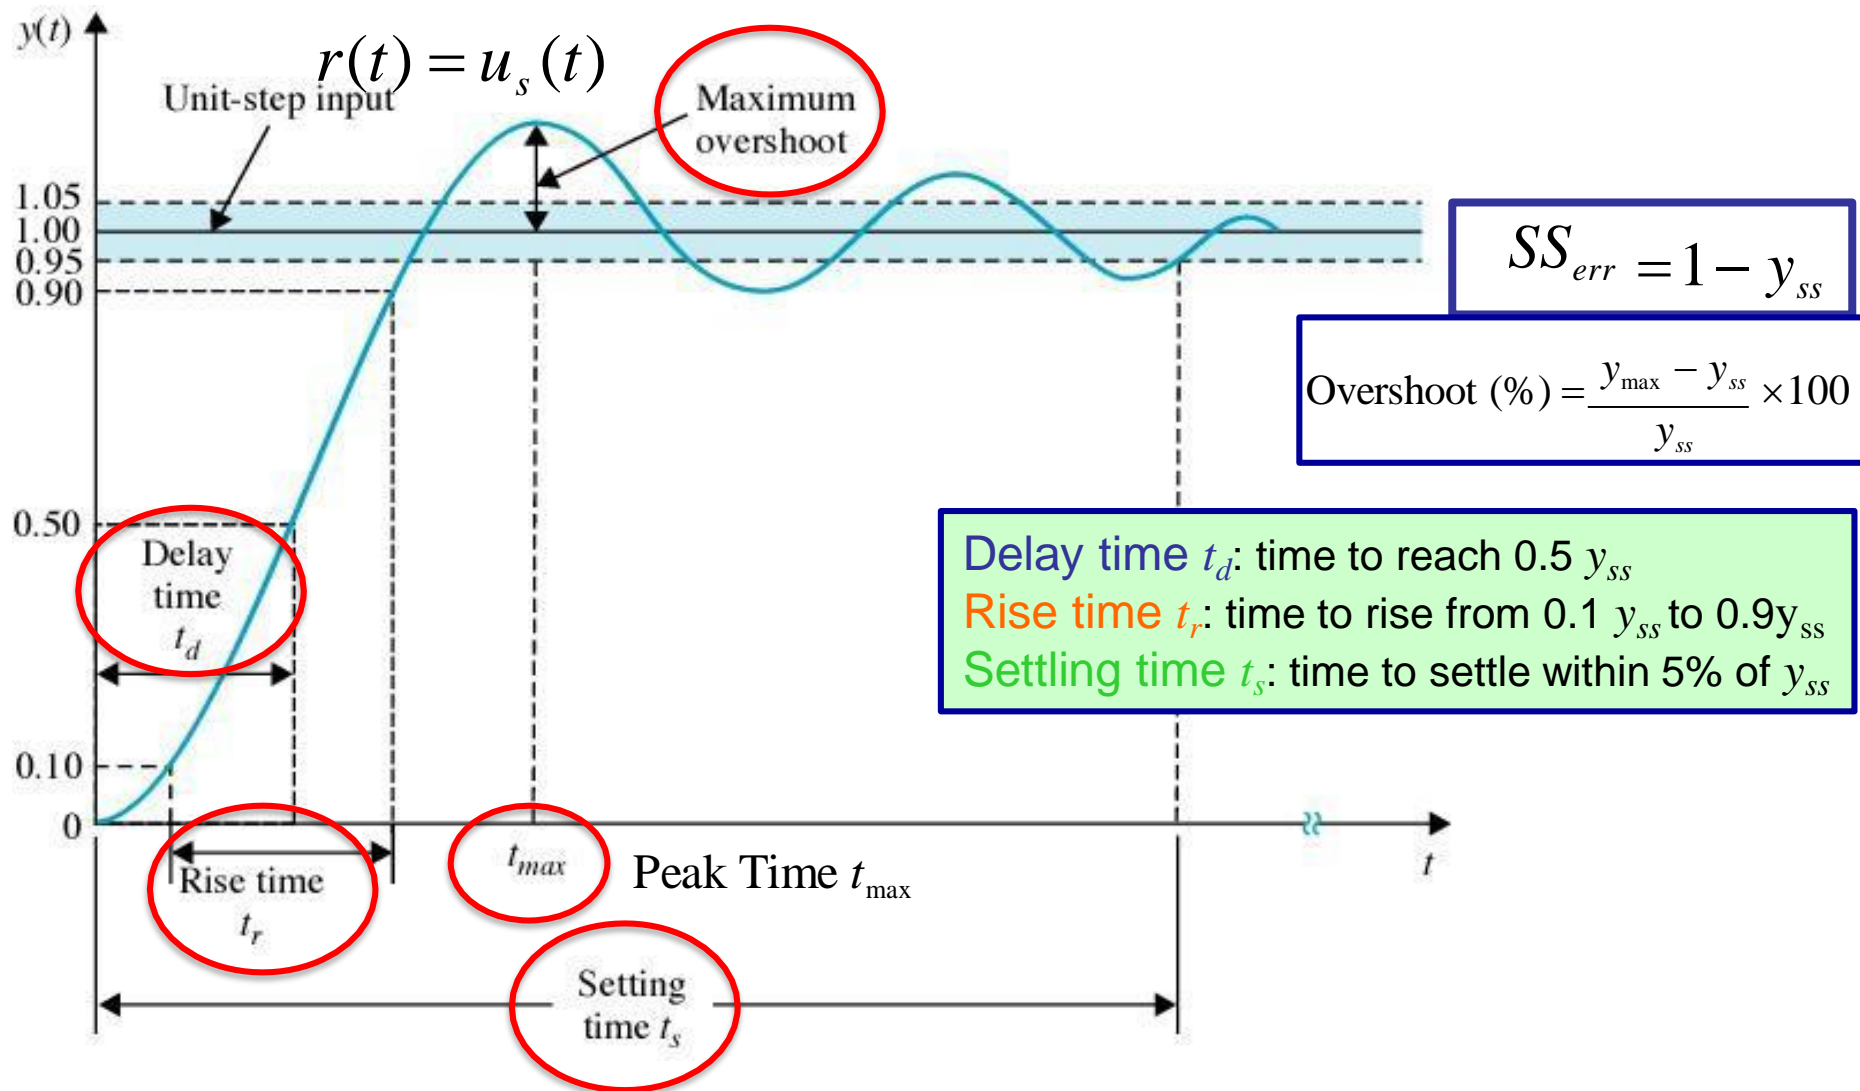 y(t)
r(t) = u_s(t)
Unit-step input
Maximum
overshoot
1.05
1.00
0.95
0.90
SS_err = 1 − y_ss
Overshoot (%) = (y_max − y_ss) / y_ss ×100
0.50
Delay
time
t_d
Delay time t_d: time to reach 0.5 y_ss
Rise time t_r: time to rise from 0.1 y_ss to 0.9y_ss
Settling time t_s: time to settle within 5% of y_ss
0.10
0
t
Rise time
t_r
t_max
Peak Time t_max
Setting
time t_s